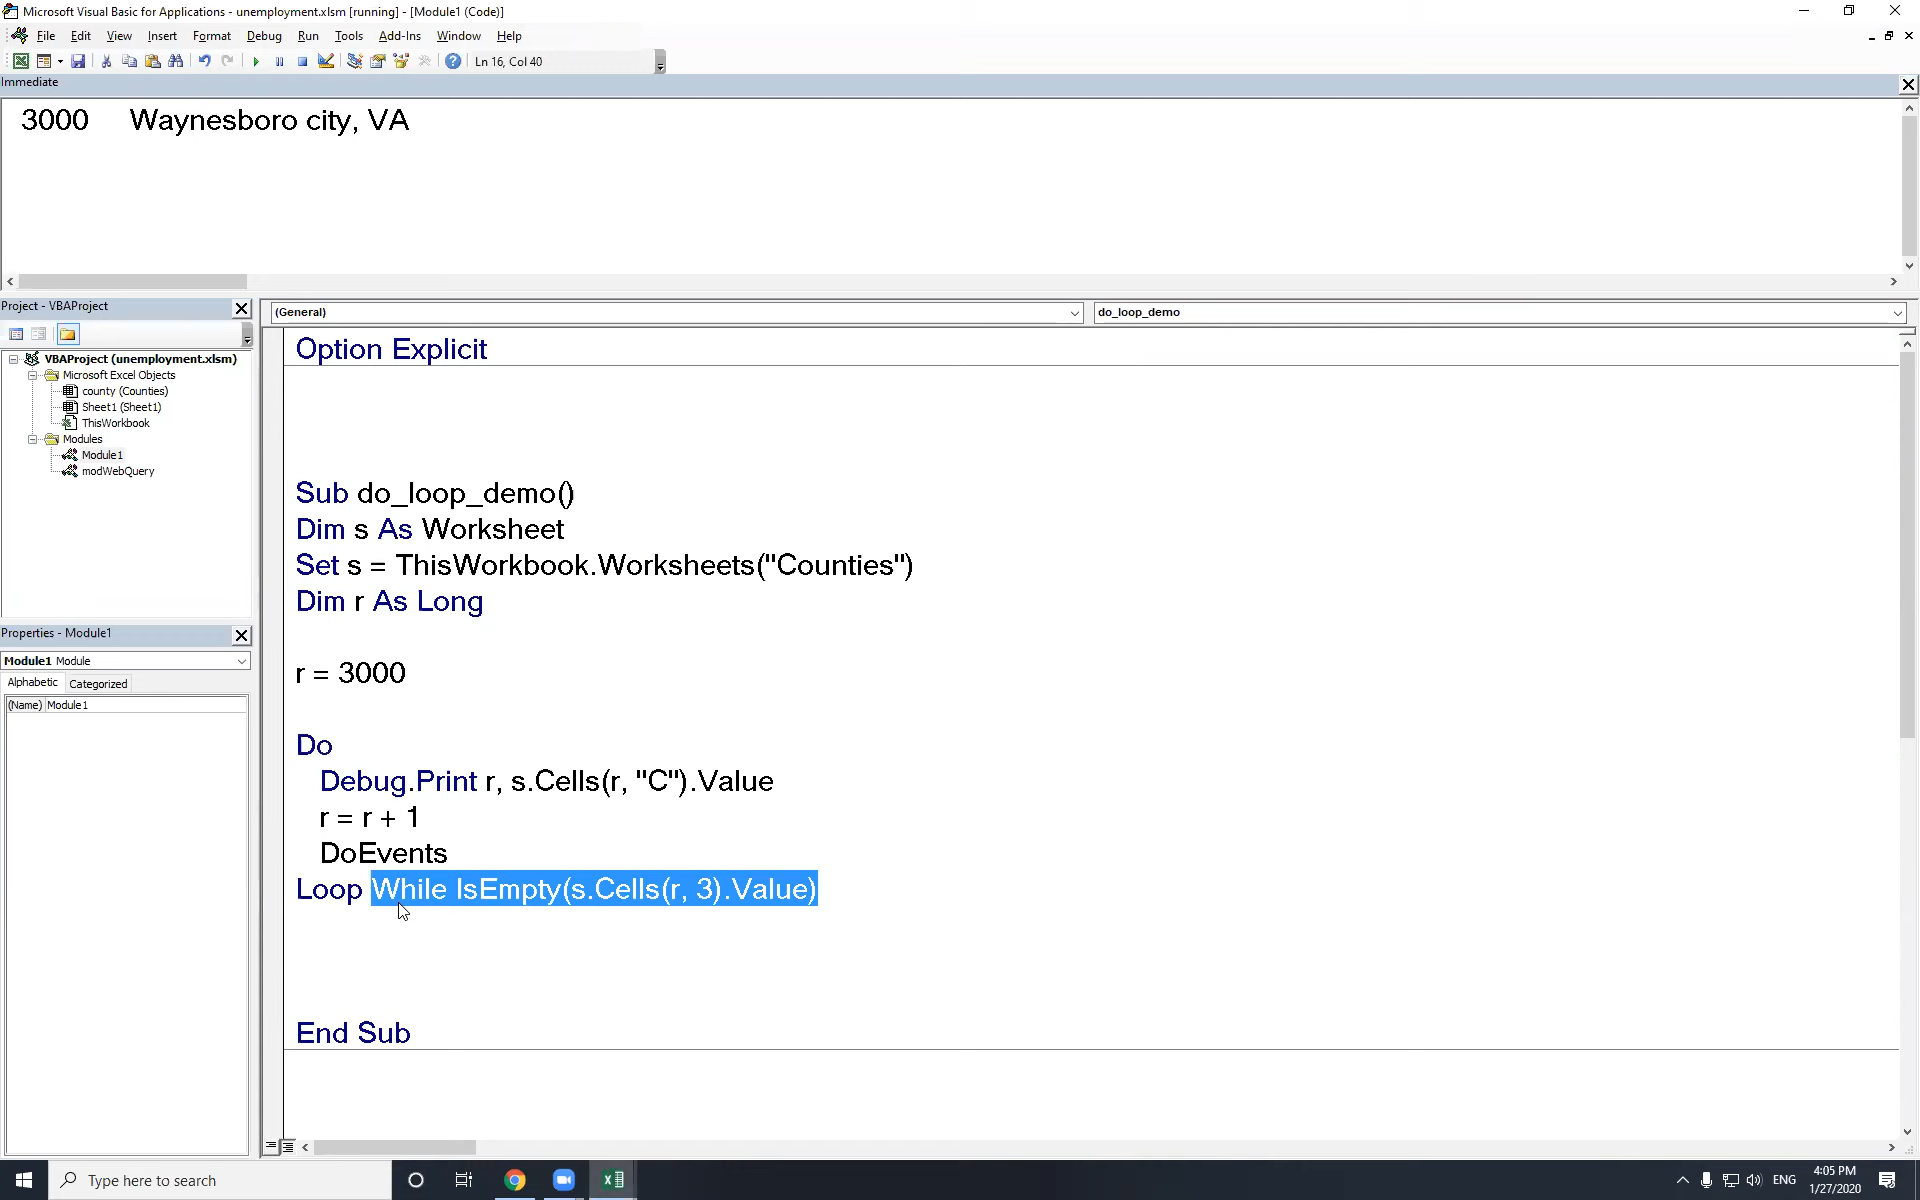 Microsoft Visual Basic for Applications - unemployment.xlsm [running] - [Module1 (Code)]
File Edit View Insert Format Debug Run Tools Add-Ins Window Help
Ln 16, Col 40
Immediate
3000 Waynesboro city, VA
Project - VBAProject
VBAProject (unemployment.xlsm)
Microsoft Excel Objects
county (Counties)
Sheet1 (Sheet1)
ThisWorkbook
Modules
Module1
modWebQuery
Properties - Module1
Module1 Module
Alphabetic Categorized
(Name) Module1
(General) do_loop_demo
Option Explicit
Sub do_loop_demo()
Dim s As Worksheet
Set s = ThisWorkbook.Worksheets("Counties")
Dim r As Long
r = 3000
Do
Debug.Print r, s.Cells(r, "C").Value
r = r + 1
DoEvents
Loop While IsEmpty(s.Cells(r, 3).Value)
End Sub
Type here to search
ENG
4:05 PM
1/27/2020